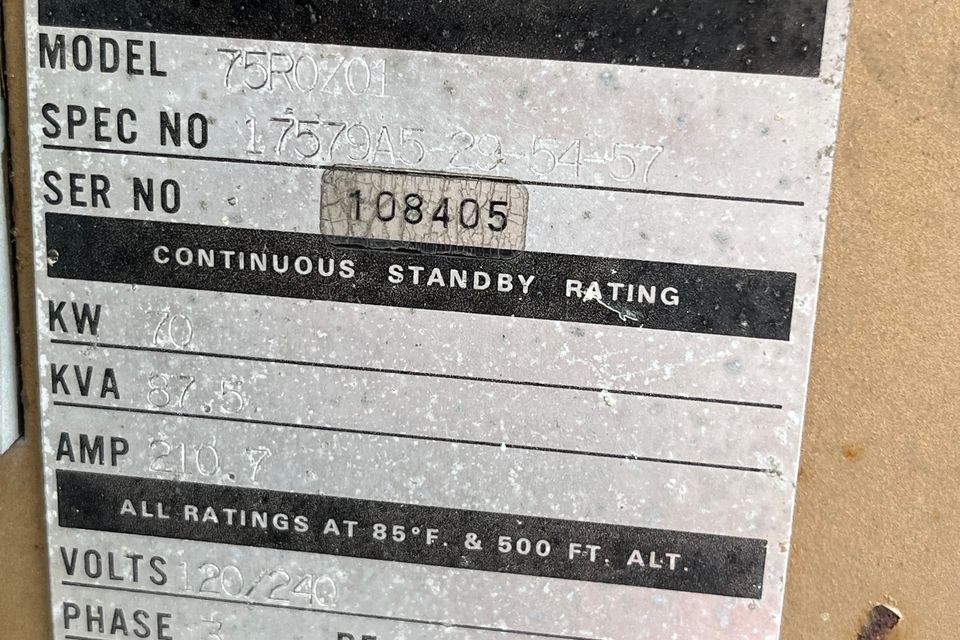 MODEL 75R0Z01
SPEC NO 17579A5-29-54-57
SER NO 108405
CONTINUOUS STANDBY RATING
KW 70
KVA 87.5
AMP 210.7
ALL RATINGS AT 85°F. & 500 FT. ALT.
VOLTS 120/240
PHASE 3